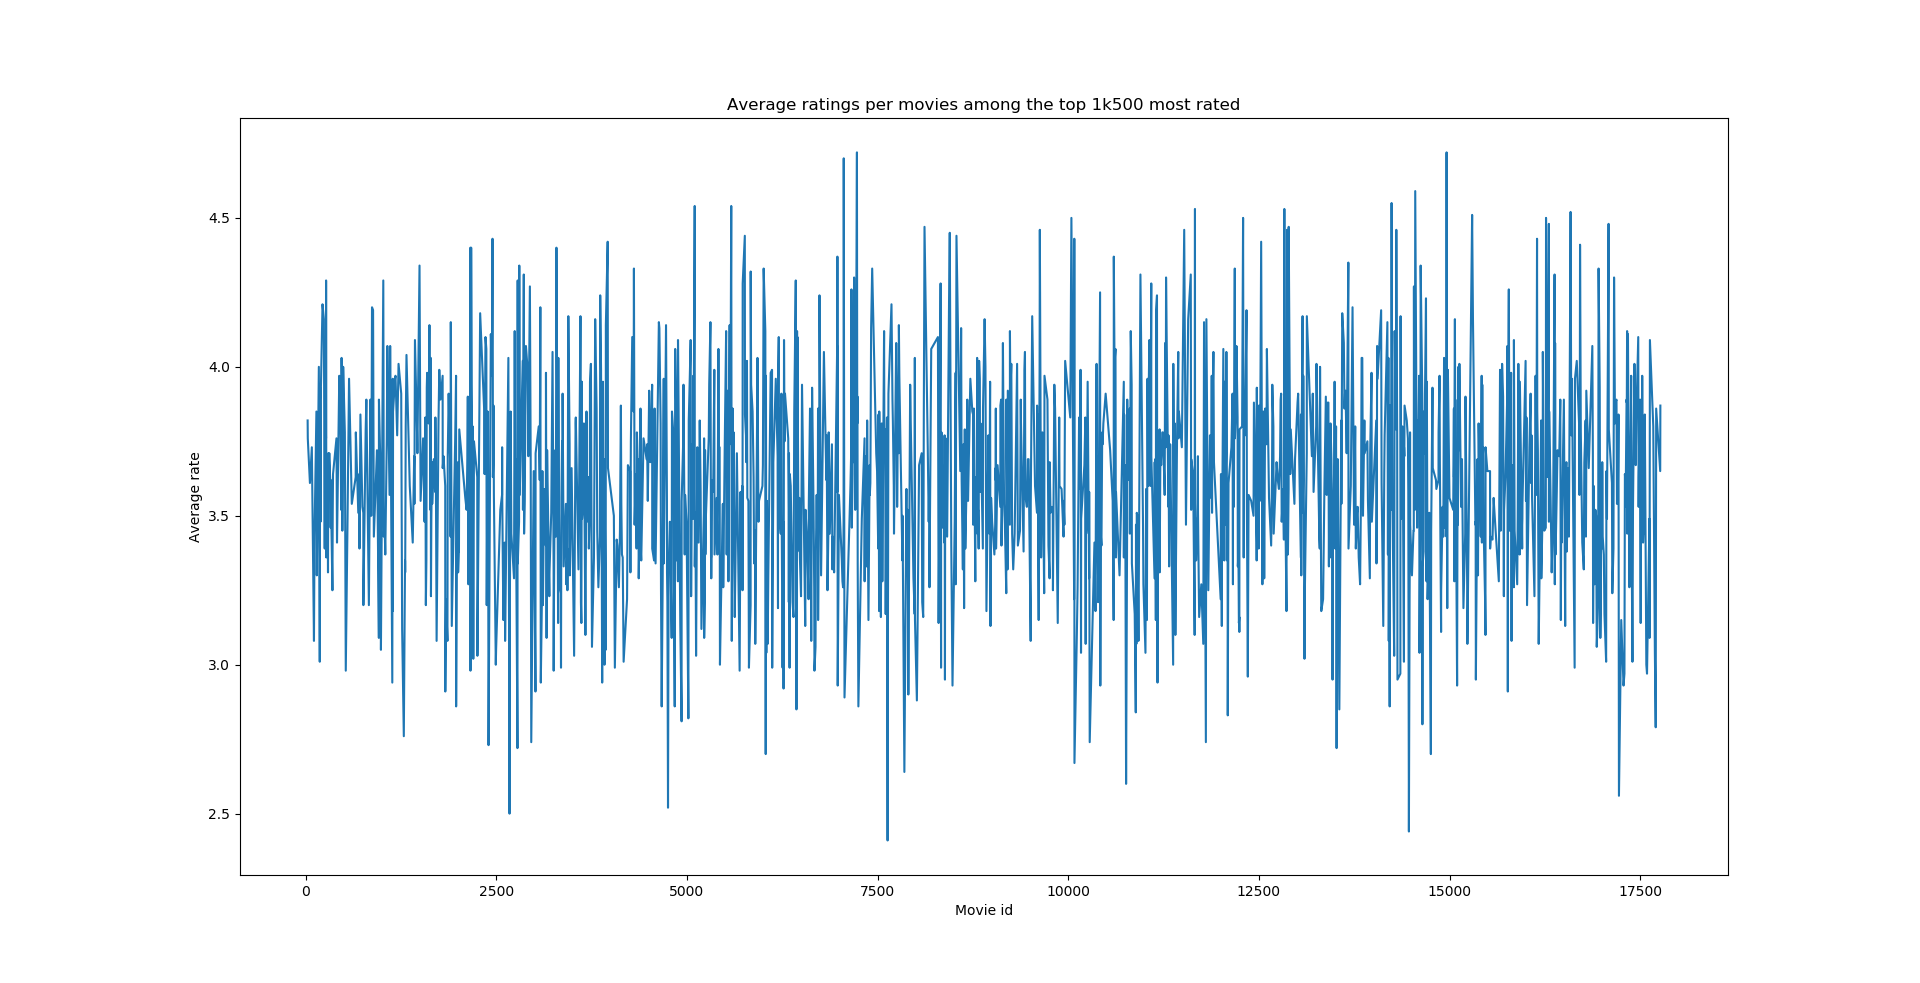 Average ratings per movies among the top 1k500 most rated
Average rate
4.5
4.0
3.5
3.0
2.5
0 2500 5000 7500 10000 12500 15000 17500
Movie id